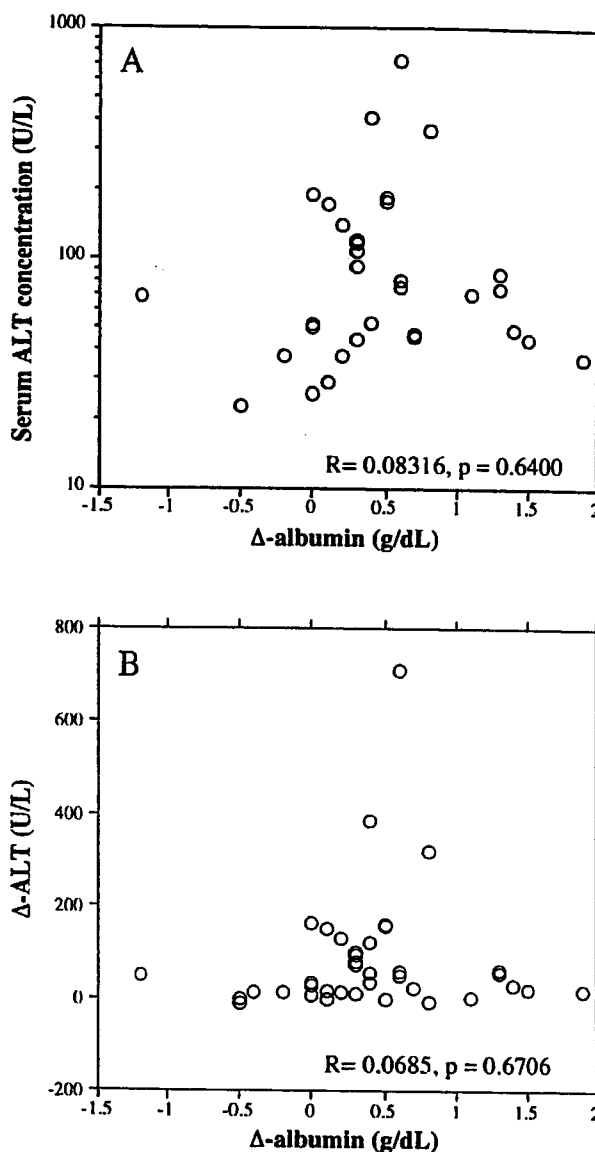 A
1000
100
10
Serum ALT concentration (U/L)
R= 0.08316, p = 0.6400
-1.5 -1 -0.5 0 0.5 1 1.5 2
Δ-albumin (g/dL)
B
800
600
400
200
0
-200
Δ-ALT (U/L)
R= 0.0685, p = 0.6706
-1.5 -1 -0.5 0 0.5 1 1.5 2
Δ-albumin (g/dL)